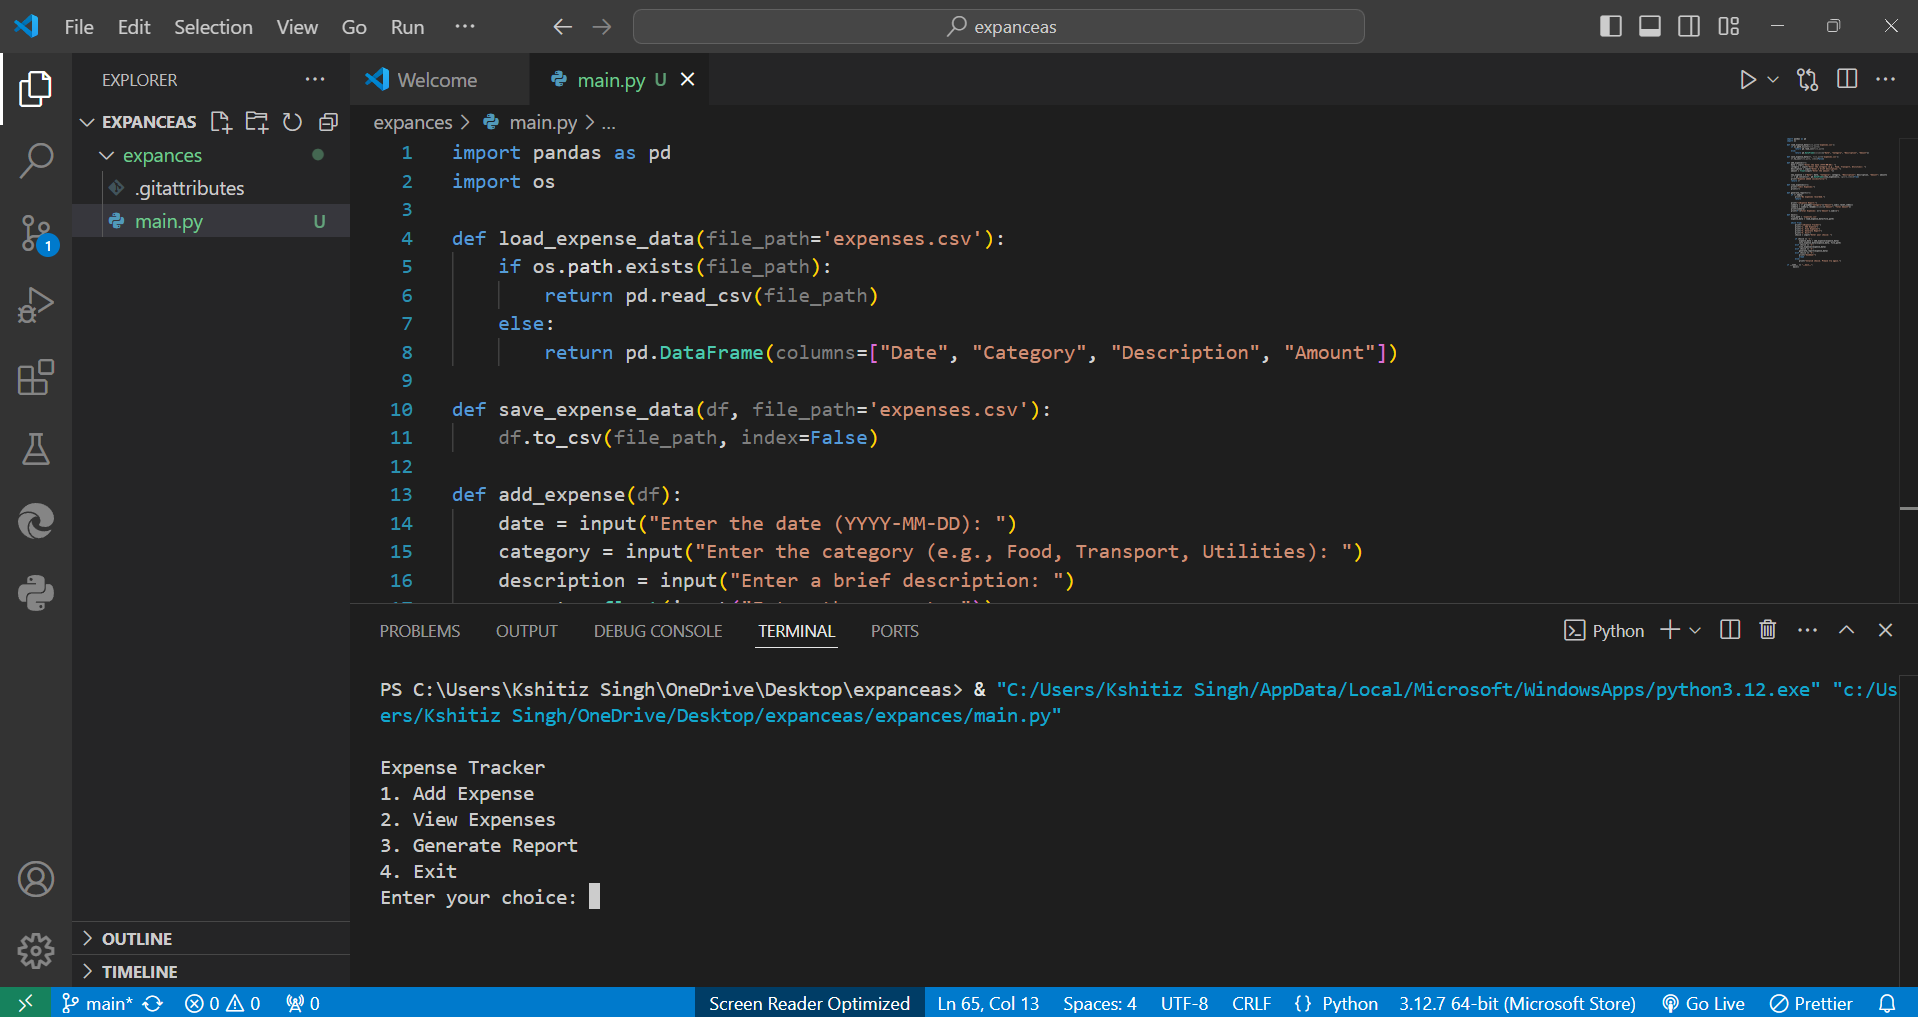 File Edit Selection View Go Run ··· expanceas
EXPLORER ···
EXPANCEAS
expances
.gitattributes
main.py U
1
Welcome main.py U
expances > main.py > ...
1 import pandas as pd
2 import os
3
4 def load_expense_data(file_path='expenses.csv'):
5 if os.path.exists(file_path):
6 return pd.read_csv(file_path)
7 else:
8 return pd.DataFrame(columns=["Date", "Category", "Description", "Amount"])
9
10 def save_expense_data(df, file_path='expenses.csv'):
11 df.to_csv(file_path, index=False)
12
13 def add_expense(df):
14 date = input("Enter the date (YYYY-MM-DD): ")
15 category = input("Enter the category (e.g., Food, Transport, Utilities): ")
16 description = input("Enter a brief description: ")
PROBLEMS OUTPUT DEBUG CONSOLE TERMINAL PORTS Python
PS C:\Users\Kshitiz Singh\OneDrive\Desktop\expanceas> & "C:/Users/Kshitiz Singh/AppData/Local/Microsoft/WindowsApps/python3.12.exe" "c:/Us
ers/Kshitiz Singh/OneDrive/Desktop/expanceas/expances/main.py"
Expense Tracker
1. Add Expense
2. View Expenses
3. Generate Report
4. Exit
Enter your choice:
OUTLINE
TIMELINE
main* 0 0 0 Screen Reader Optimized Ln 65, Col 13 Spaces: 4 UTF-8 CRLF {} Python 3.12.7 64-bit (Microsoft Store) Go Live Prettier